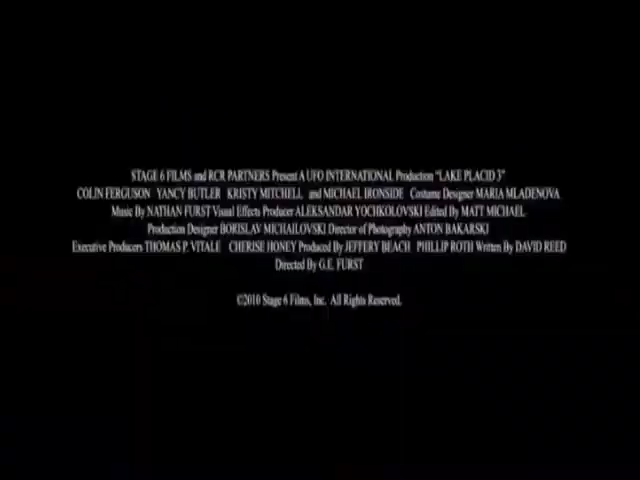 STAGE 6 FILMS and RCR PARTNERS Present A UFO INTERNATIONAL Production "LAKE PLACID 3"
COLIN FERGUSON YANCY BUTLER KRISTY MITCHELL and MICHAEL IRONSIDE Costume Designer MARIA MLADENOVA
Music By NATHAN FURST Visual Effects Producer ALEKSANDAR YOCHKOLOVSKI Edited By MATT MICHAEL
Production Designer BORISLAV MICHAILOVSKI Director of Photography ANTON BAKARSKI
Executive Producers THOMAS P. VITALE CHERISE HONEY Produced By JEFFERY BEACH PHILLIP ROTH Written By DAVID REED
Directed By G.E. FURST
©2010 Stage 6 Films, Inc. All Rights Reserved.